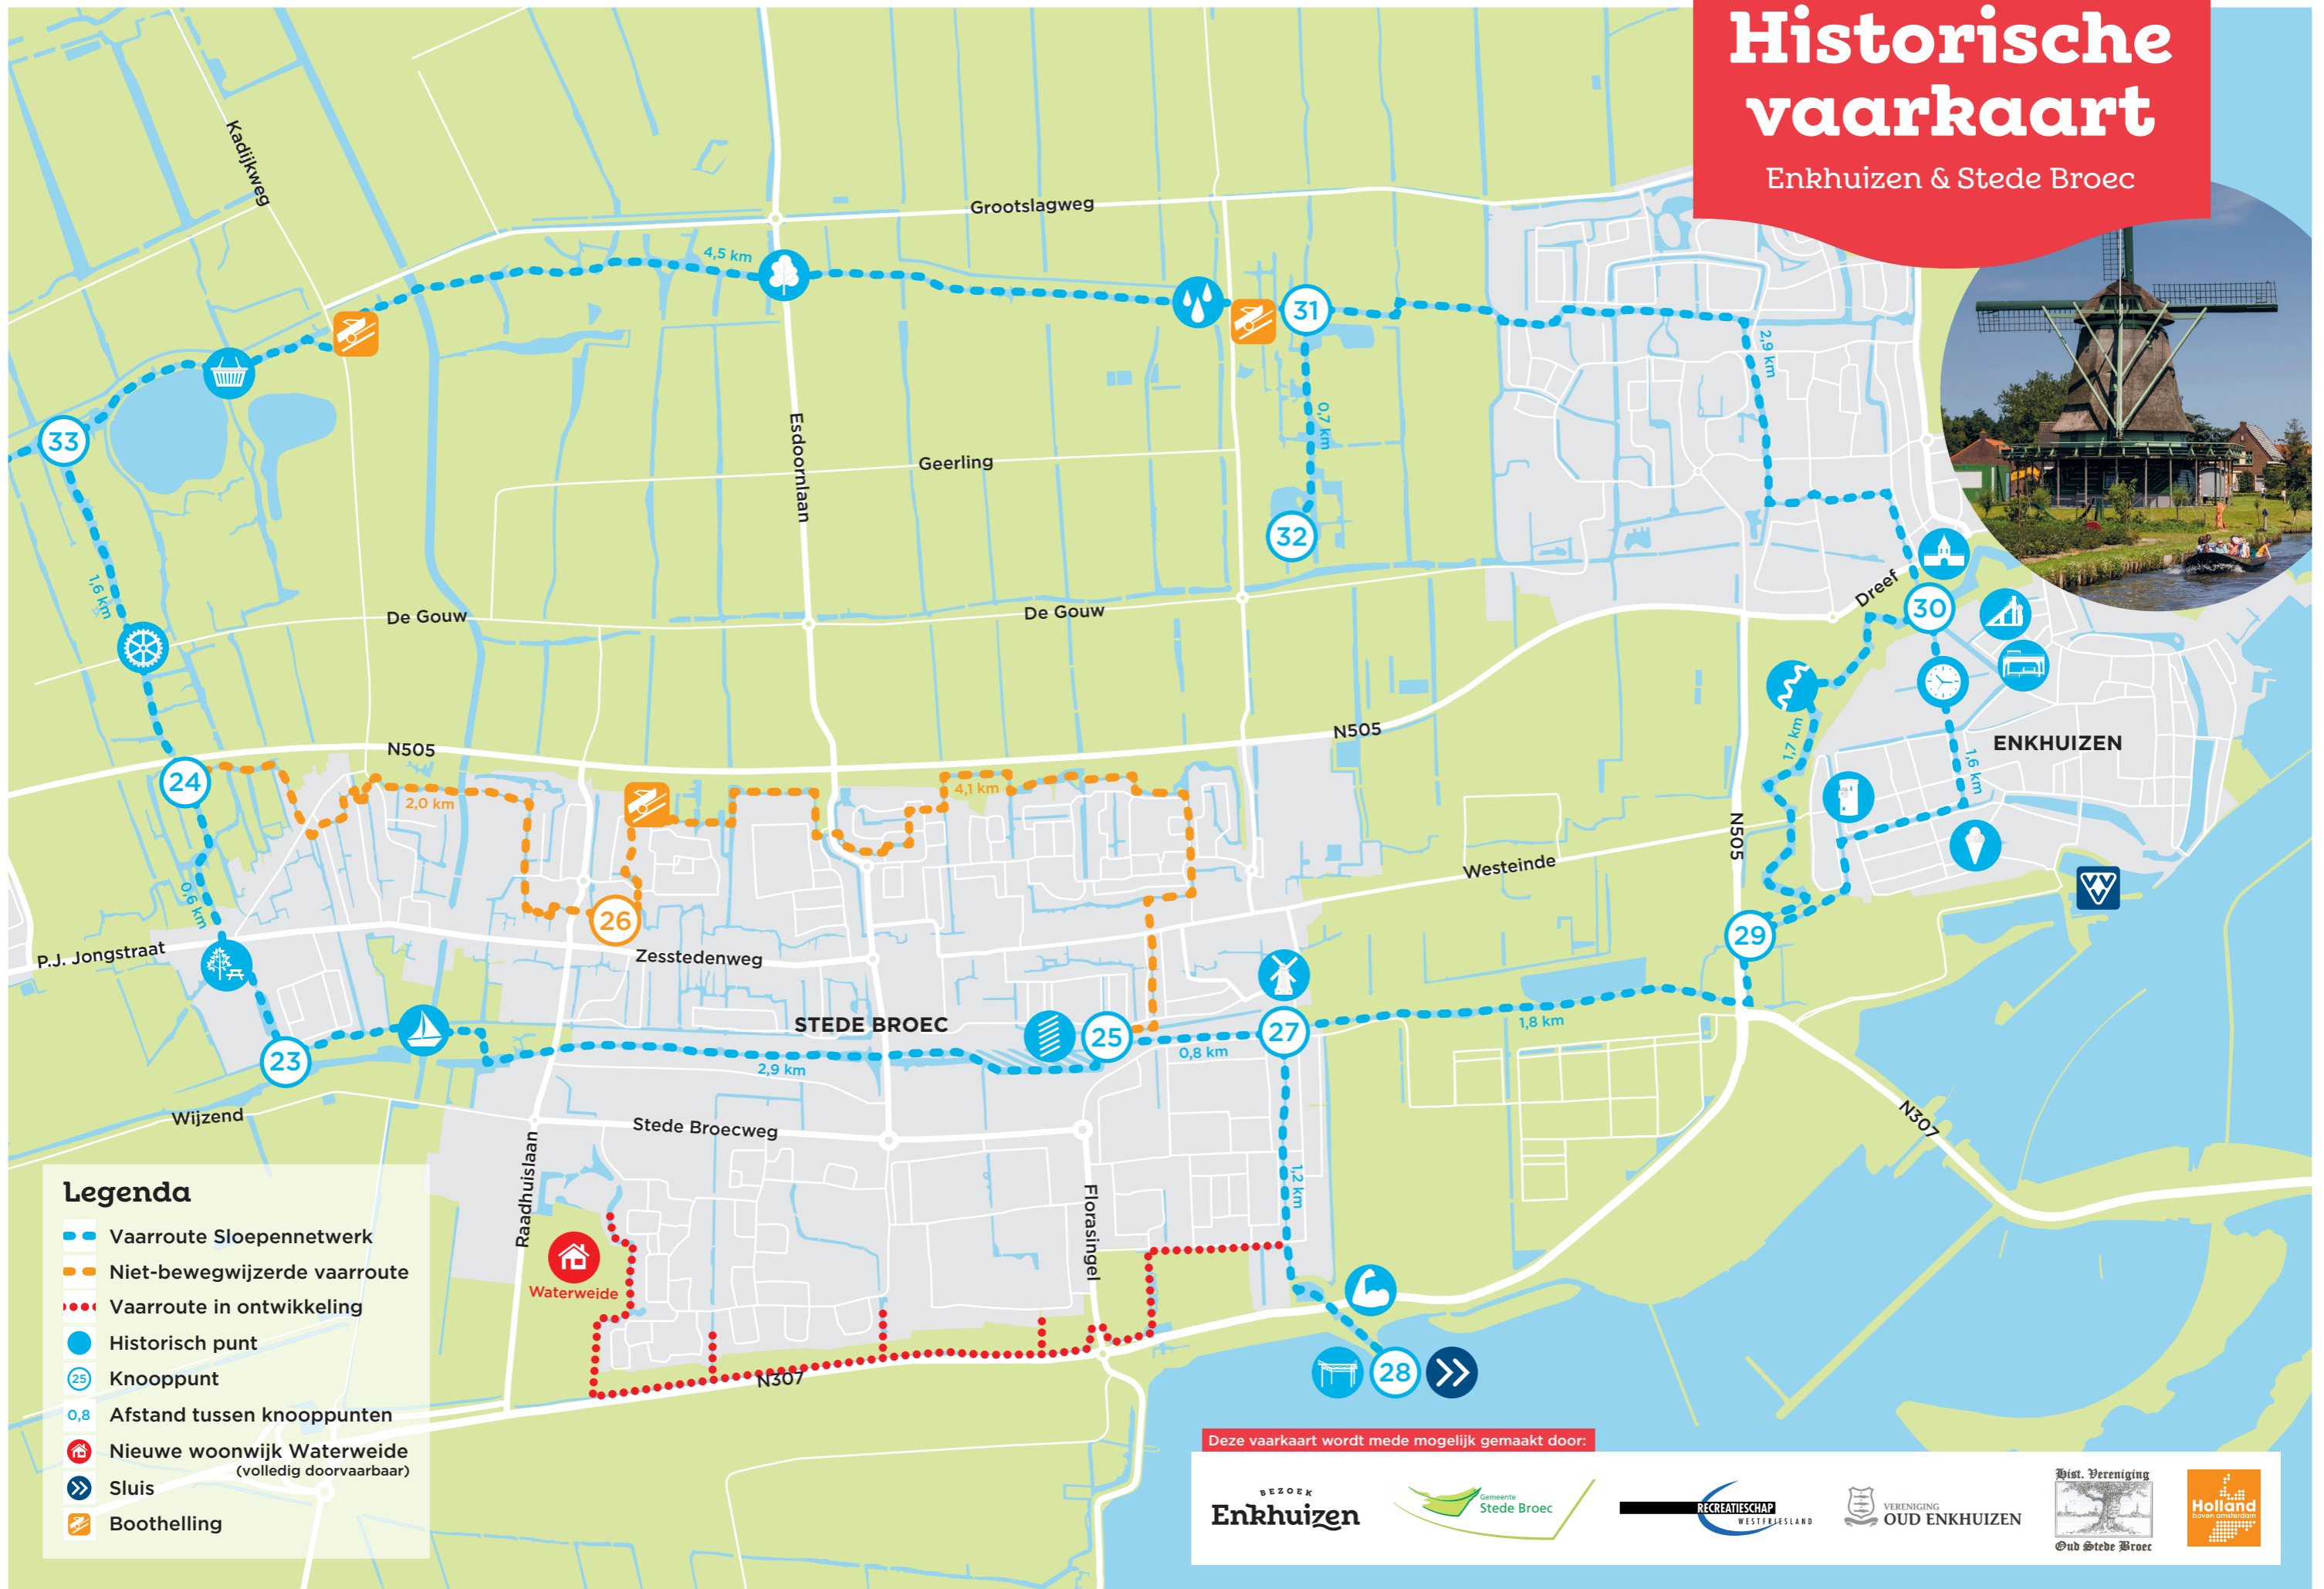 Historische
vaarkaart
Enkhuizen & Stede Broec
Kadijkweg
Grootslagweg
4,5 km
31
2,9 km
33
Esdoornlaan
0,7 km
Geerling
32
1,6 km
De Gouw
De Gouw
Dreef
30
N505
N505
1,7 km
ENKHUIZEN
1,6 km
24
2,0 km
4,1 km
N505
Westeinde
0,6 km
26
29
P.J. Jongstraat
Zesstedenweg
VVV
STEDE BROEC
25
27
1,8 km
23
0,8 km
2,9 km
Wijzend
Stede Broecweg
N307
Raadhuislaan
Florasingel
1,2 km
Waterweide
28
N307
Legenda
Vaarroute Sloepennetwerk
Niet-bewegwijzerde vaarroute
Vaarroute in ontwikkeling
Historisch punt
25 Knooppunt
0,8 Afstand tussen knooppunten
Nieuwe woonwijk Waterweide
(volledig doorvaarbaar)
Sluis
Boothelling
Deze vaarkaart wordt mede mogelijk gemaakt door:
BEZOEK
Enkhuizen
Gemeente
Stede Broec
RECREATIESCHAP
WESTFRIESLAND
VERENIGING
OUD ENKHUIZEN
Hist. Vereniging
Oud Stede Broec
Holland
boven amsterdam